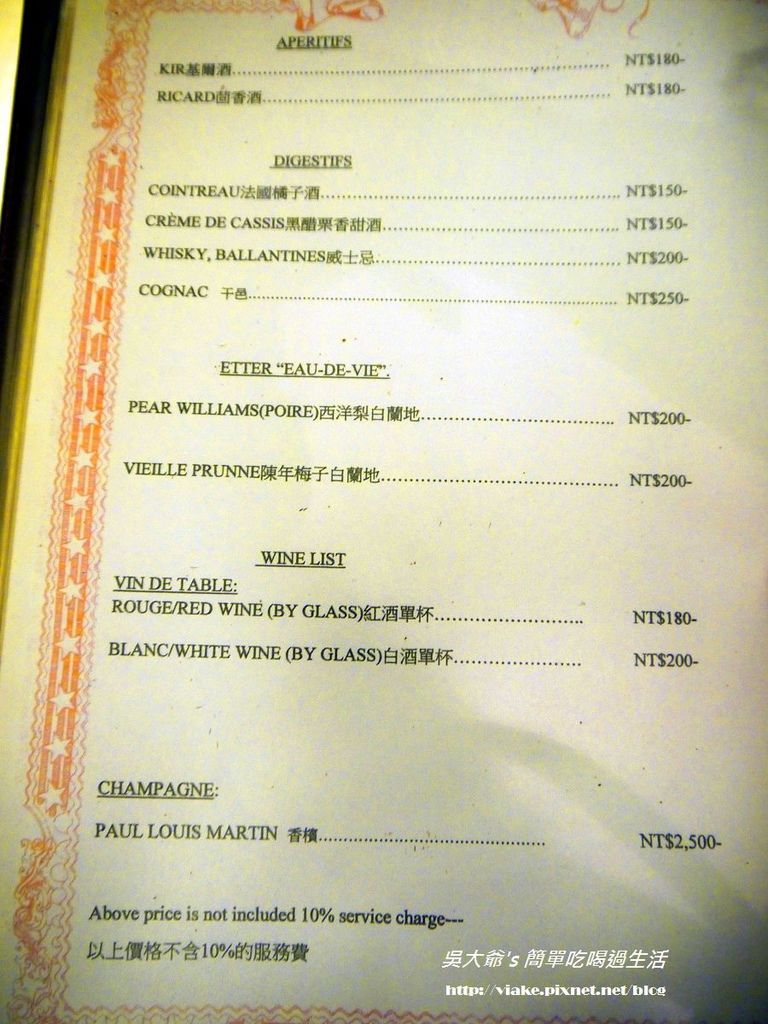 APERITIFS
KIR基爾酒........................................ NT$180-
RICARD茴香酒........................................ NT$180-
DIGESTIFS
COINTREAU法國橘子酒........................................ NT$150-
CRÈME DE CASSIS黑醋栗香甜酒........................................ NT$150-
WHISKY, BALLANTINES威士忌........................................ NT$200-
COGNAC 干邑........................................ NT$250-
ETTER “EAU-DE-VIE”.
PEAR WILLIAMS(POIRE)西洋梨白蘭地........................................ NT$200-
VIEILLE PRUNNE陳年梅子白蘭地........................................ NT$200-
WINE LIST
VIN DE TABLE:
ROUGE/RED WINE (BY GLASS)紅酒單杯.............................. NT$180-
BLANC/WHITE WINE (BY GLASS)白酒單杯........................ NT$200-
CHAMPAGNE:
PAUL LOUIS MARTIN 香檳........................................ NT$2,500-
Above price is not included 10% service charge---
以上價格不含10%的服務費
吳大爺's 簡單吃喝過生活
http://viake.pixnet.net/blog